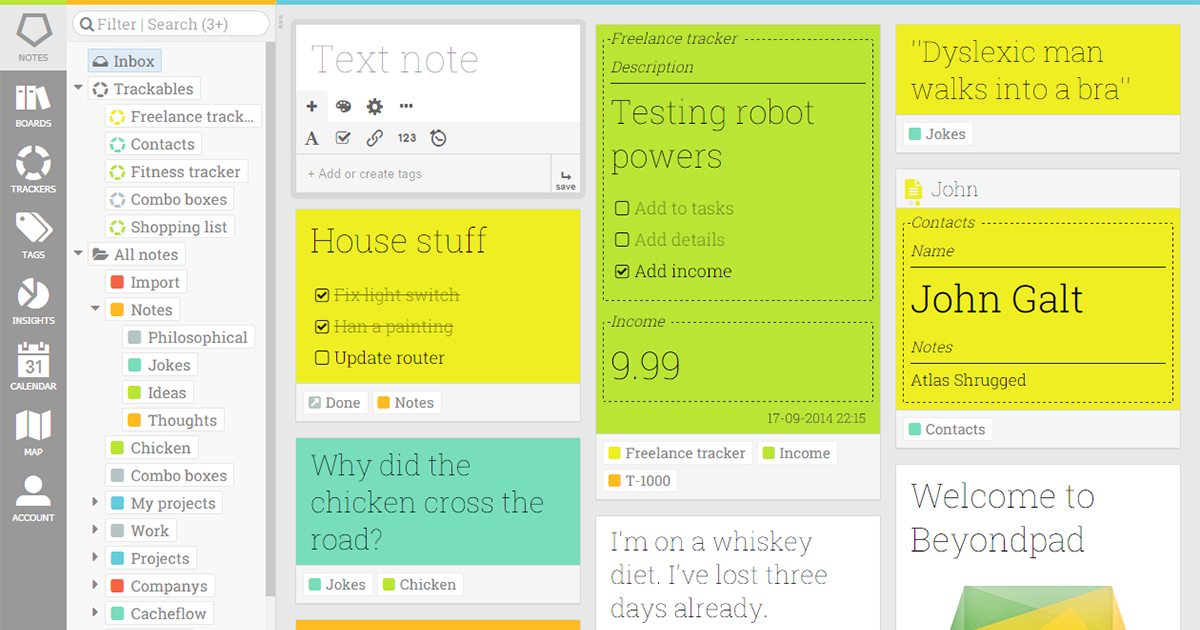 NOTES
BOARDS
TRACKERS
TAGS
INSIGHTS
31
CALENDAR
MAP
ACCOUNT
Filter | Search (3+)
Inbox
Trackables
Freelance track...
Contacts
Fitness tracker
Combo boxes
Shopping list
All notes
Import
Notes
Philosophical
Jokes
Ideas
Thoughts
Chicken
Combo boxes
My projects
Work
Projects
Companys
Cacheflow
Text note
A
123
+ Add or create tags
save
House stuff
Fix light switch
Han a painting
Update router
Done
Notes
Why did the
chicken cross the
road?
Jokes
Chicken
Freelance tracker
Description
Testing robot
powers
Add to tasks
Add details
Add income
Income
9.99
17-09-2014 22:15
Freelance tracker
Income
T-1000
I'm on a whiskey
diet. I've lost three
days already.
"Dyslexic man
walks into a bra"
Jokes
John
Contacts
Name
John Galt
Notes
Atlas Shrugged
Contacts
Welcome to
Beyondpad